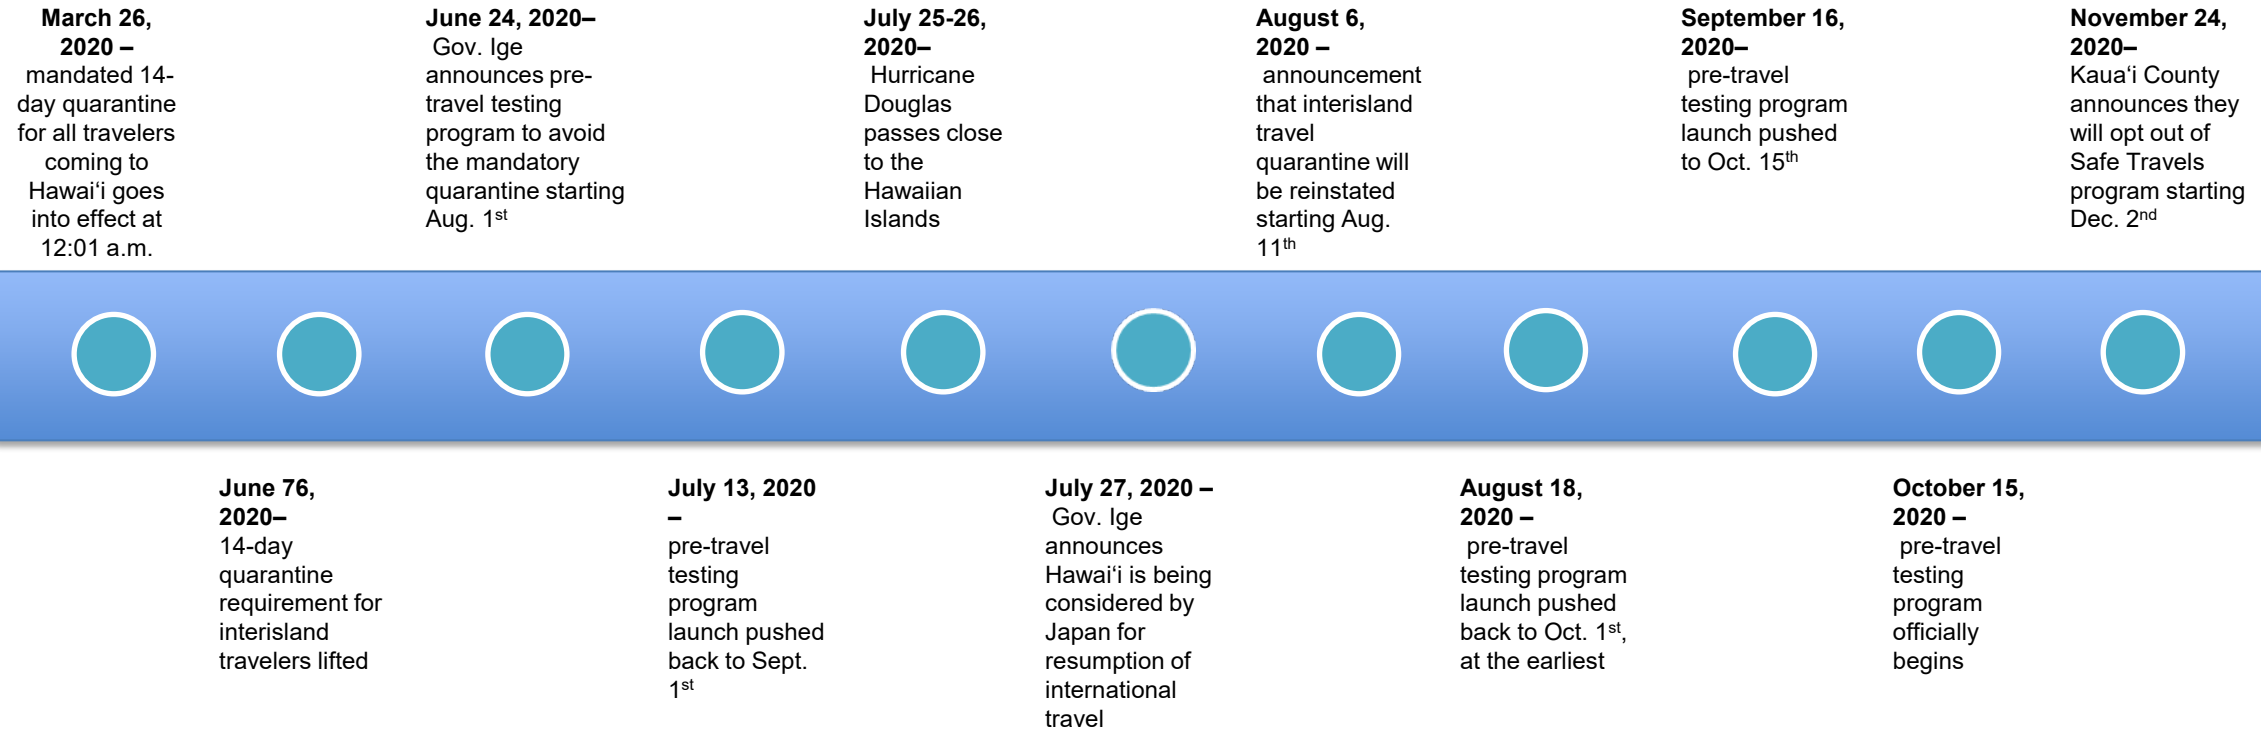 March 26,
2020 –
mandated 14-
day quarantine
for all travelers
coming to
Hawai‘i goes
into effect at
12:01 a.m.
June 24, 2020–
Gov. Ige
announces pre-
travel testing
program to avoid
the mandatory
quarantine starting
Aug. 1st
July 25-26,
2020–
Hurricane
Douglas
passes close
to the
Hawaiian
Islands
August 6,
2020 –
announcement
that interisland
travel
quarantine will
be reinstated
starting Aug.
11th
September 16,
2020–
pre-travel
testing program
launch pushed
to Oct. 15th
November 24,
2020–
Kaua‘i County
announces they
will opt out of
Safe Travels
program starting
Dec. 2nd
June 76,
2020–
14-day
quarantine
requirement for
interisland
travelers lifted
July 13, 2020
–
pre-travel
testing
program
launch pushed
back to Sept.
1st
July 27, 2020 –
Gov. Ige
announces
Hawai‘i is being
considered by
Japan for
resumption of
international
travel
August 18,
2020 –
pre-travel
testing program
launch pushed
back to Oct. 1st,
at the earliest
October 15,
2020 –
pre-travel
testing
program
officially
begins